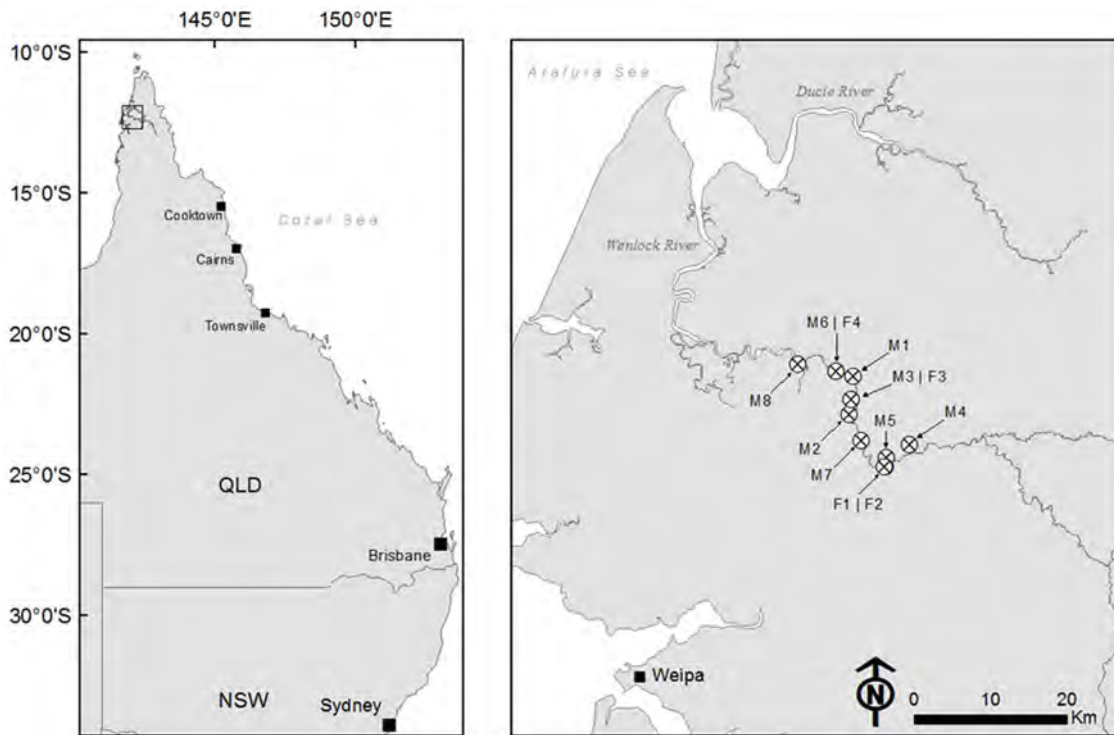 145°0'E 150°0'E
10°0'S
15°0'S
20°0'S
25°0'S
30°0'S
Cooktown
Cairns
Townsville
Coral Sea
QLD
Brisbane
NSW
Sydney
Arafura Sea
Ducie River
Wenlock River
M6 | F4
M1
M8
M3 | F3
M5
M4
M2
M7
F1 | F2
Weipa
N
0 10 20
Km